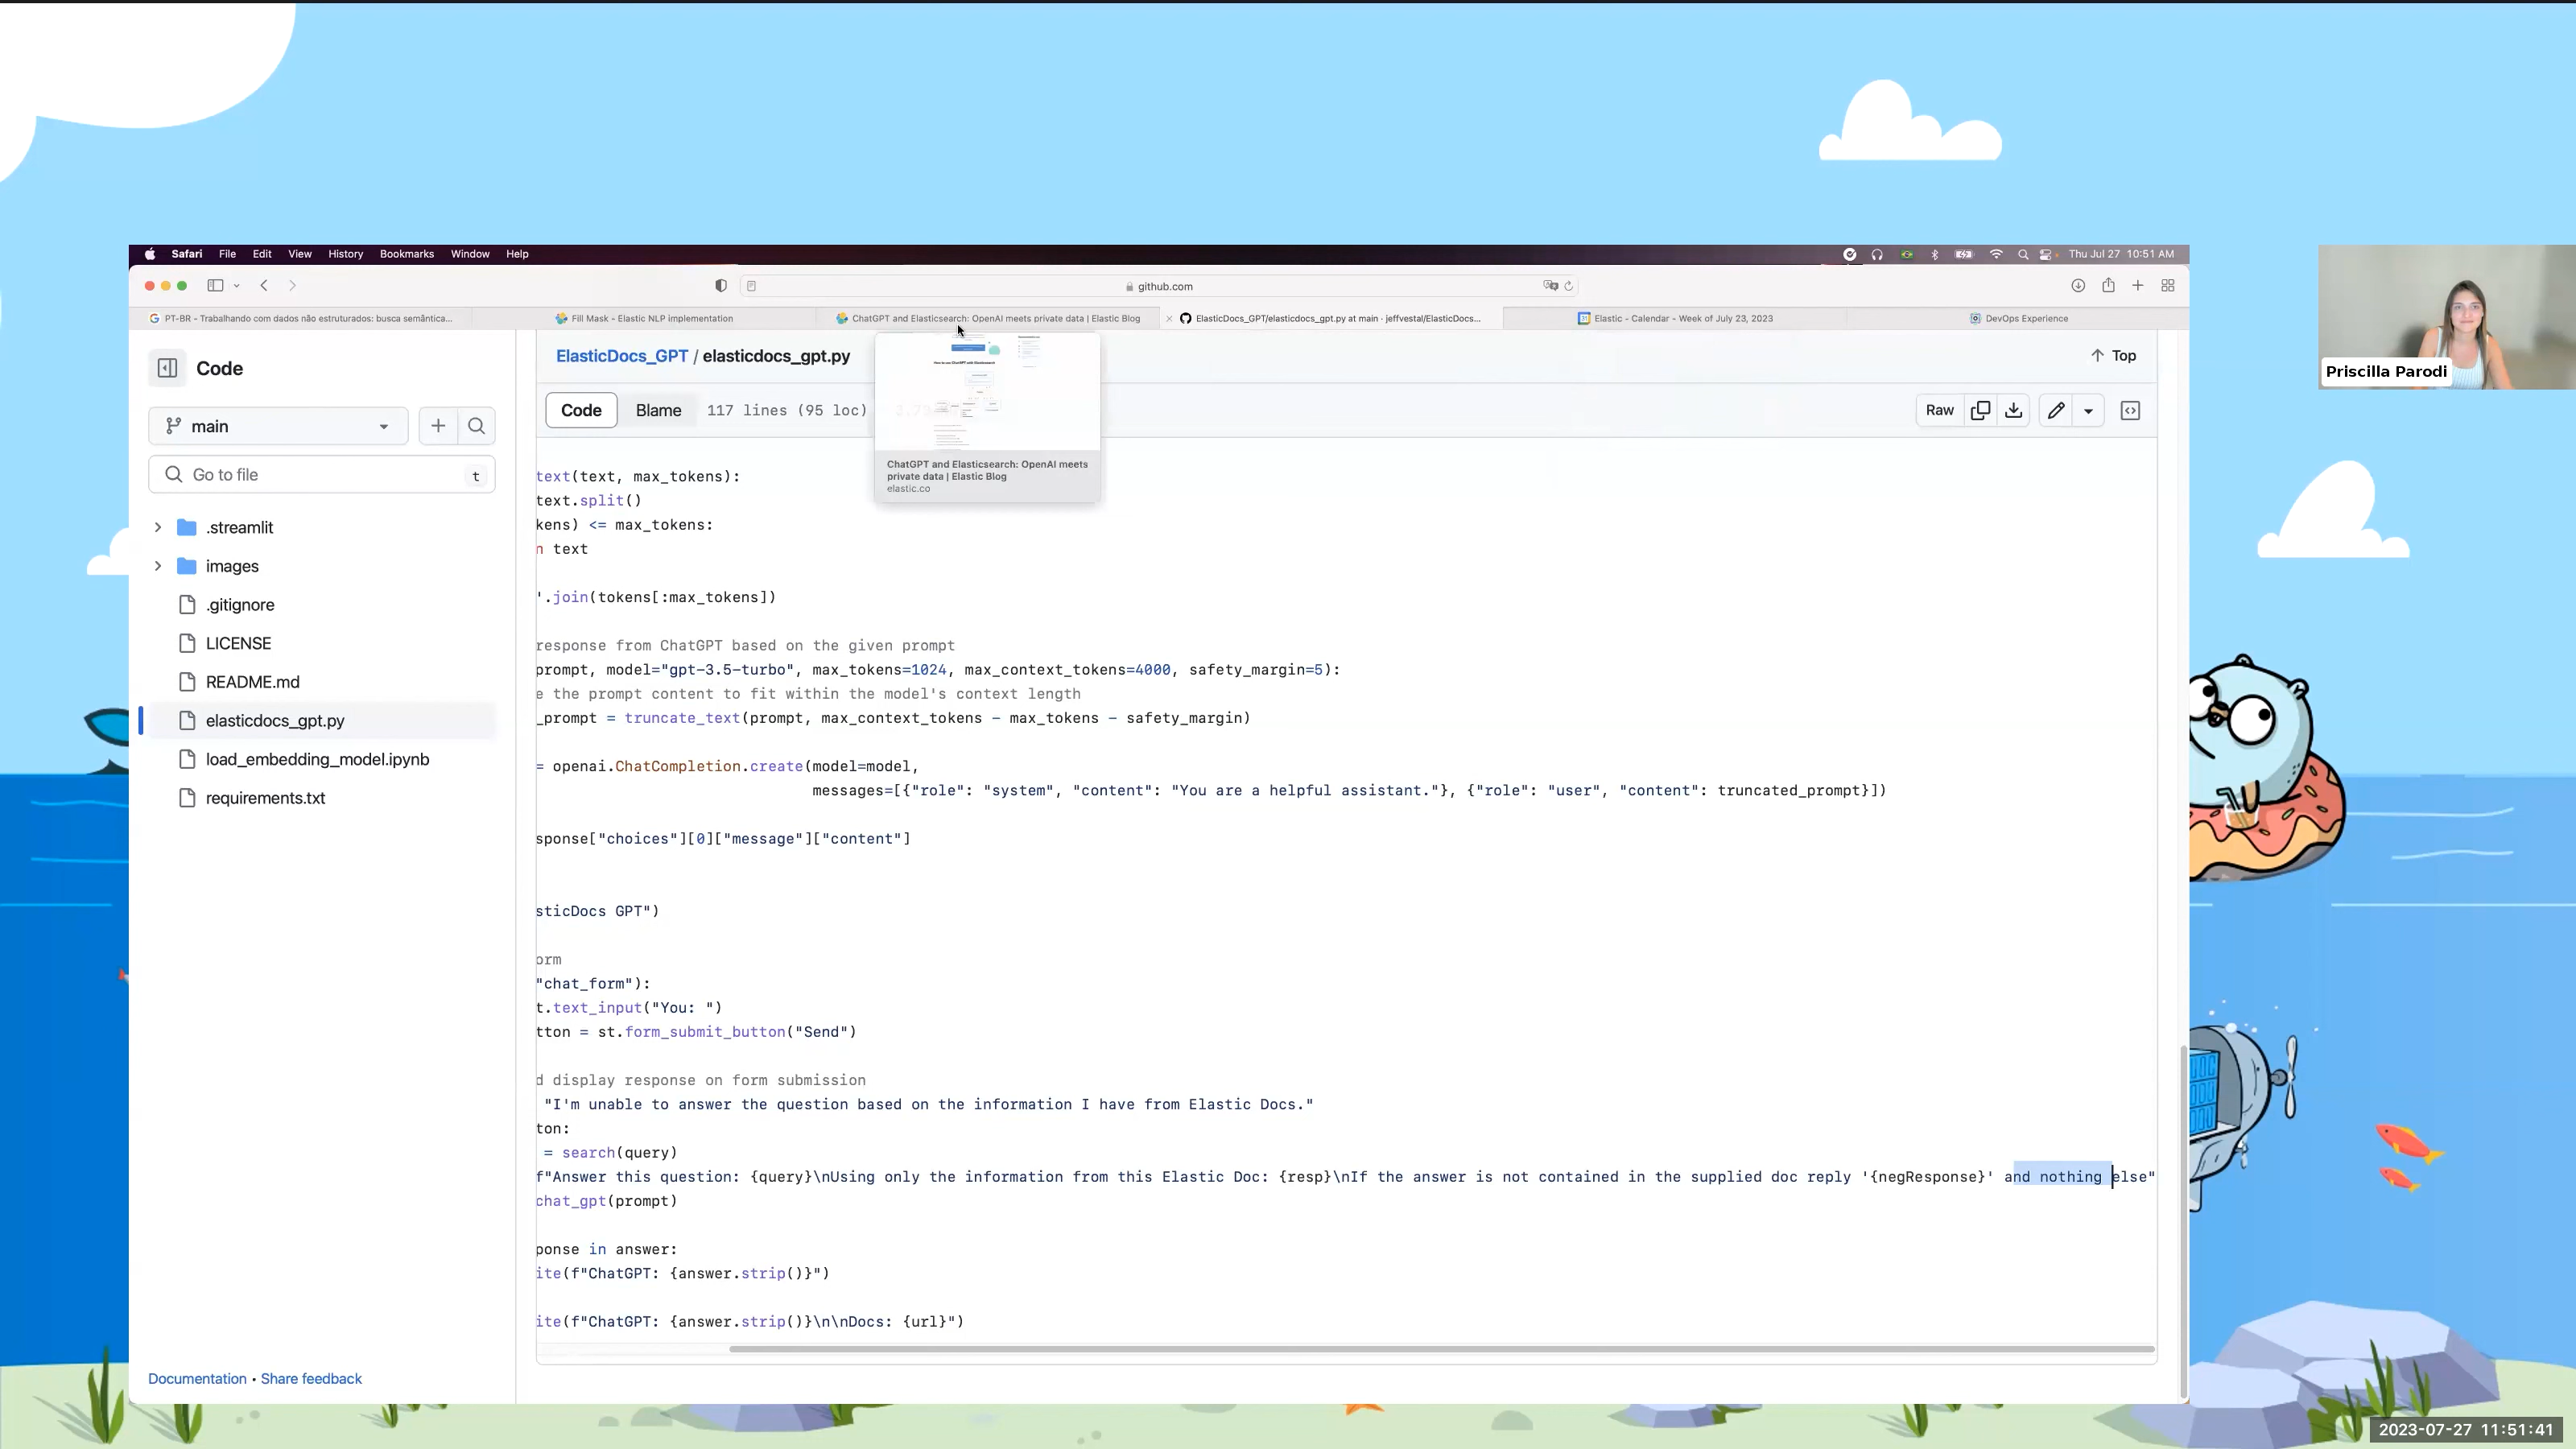 Safari File Edit View History Bookmarks Window Help
Thu Jul 27 10:51 AM
github.com
PT-BR - Trabalhando com dados não estruturados: busca semântica...
Fill Mask - Elastic NLP implementation
ChatGPT and Elasticsearch: OpenAI meets private data | Elastic Blog
ElasticDocs_GPT/elasticdocs_gpt.py at main · jeffvestal/ElasticDocs...
Elastic - Calendar - Week of July 23, 2023
DevOps Experience
Code
main
Go to file
t
.streamlit
images
.gitignore
LICENSE
README.md
elasticdocs_gpt.py
load_embedding_model.ipynb
requirements.txt
Documentation • Share feedback
ElasticDocs_GPT / elasticdocs_gpt.py
Top
Code Blame 117 lines (95 loc)
Raw
ChatGPT and Elasticsearch: OpenAI meets
private data | Elastic Blog
elastic.co
text(text, max_tokens):
text.split()
kens) <= max_tokens:
n text
'.join(tokens[:max_tokens])
response from ChatGPT based on the given prompt
prompt, model="gpt-3.5-turbo", max_tokens=1024, max_context_tokens=4000, safety_margin=5):
e the prompt content to fit within the model's context length
_prompt = truncate_text(prompt, max_context_tokens - max_tokens - safety_margin)
= openai.ChatCompletion.create(model=model,
messages=[{"role": "system", "content": "You are a helpful assistant."}, {"role": "user", "content": truncated_prompt}])
sponse["choices"][0]["message"]["content"]
sticDocs GPT")
orm
"chat_form"):
t.text_input("You: ")
tton = st.form_submit_button("Send")
d display response on form submission
"I'm unable to answer the question based on the information I have from Elastic Docs."
ton:
= search(query)
f"Answer this question: {query}\nUsing only the information from this Elastic Doc: {resp}\nIf the answer is not contained in the supplied doc reply '{negResponse}' and nothing else"
chat_gpt(prompt)
ponse in answer:
ite(f"ChatGPT: {answer.strip()}")
ite(f"ChatGPT: {answer.strip()}\n\nDocs: {url}")
Priscilla Parodi
2023-07-27 11:51:41